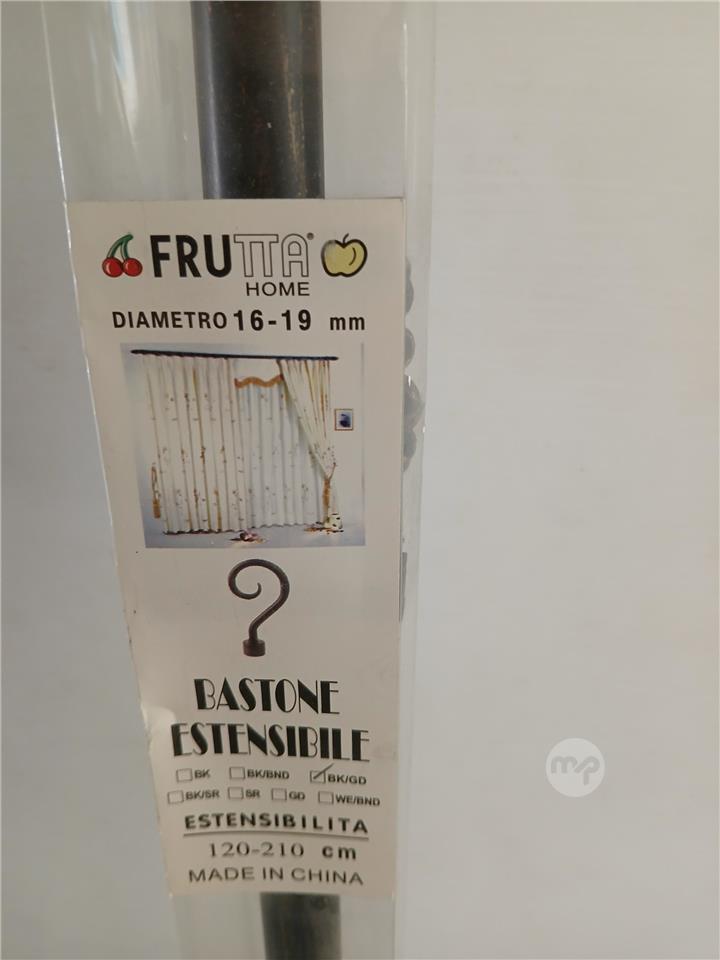 FRUTTA®
HOME
DIAMETRO 16-19 mm
BASTONE
ESTENSIBILE
BK BK/BND BK/GD
BK/SR SR GD WE/BND
ESTENSIBILITA
120-210 cm
MADE IN CHINA
mp